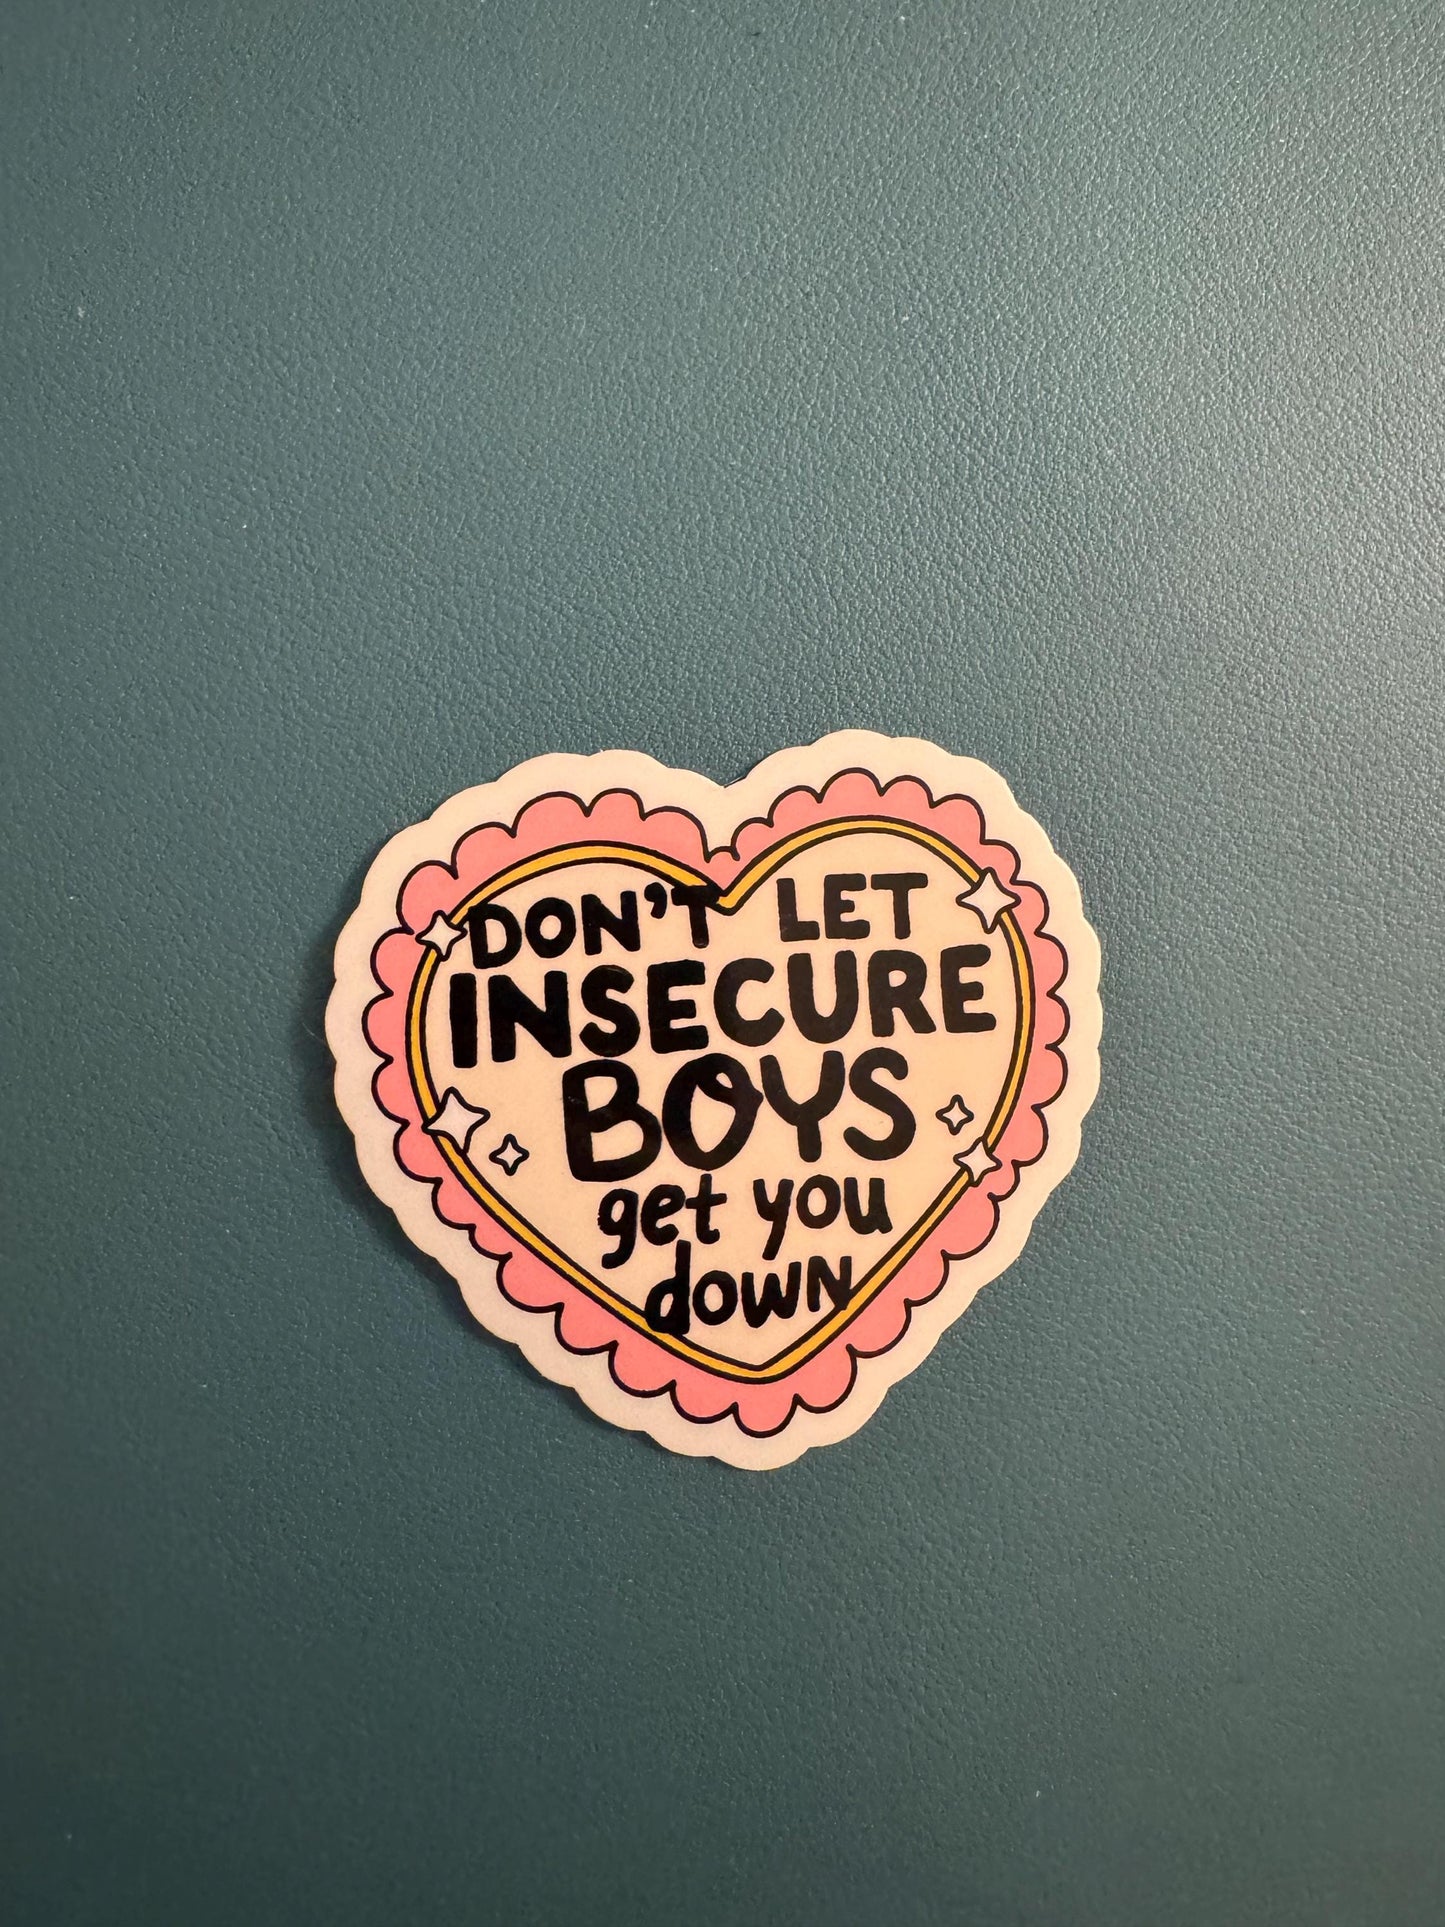 DON'T LET
INSECURE
BOYS
get you
down